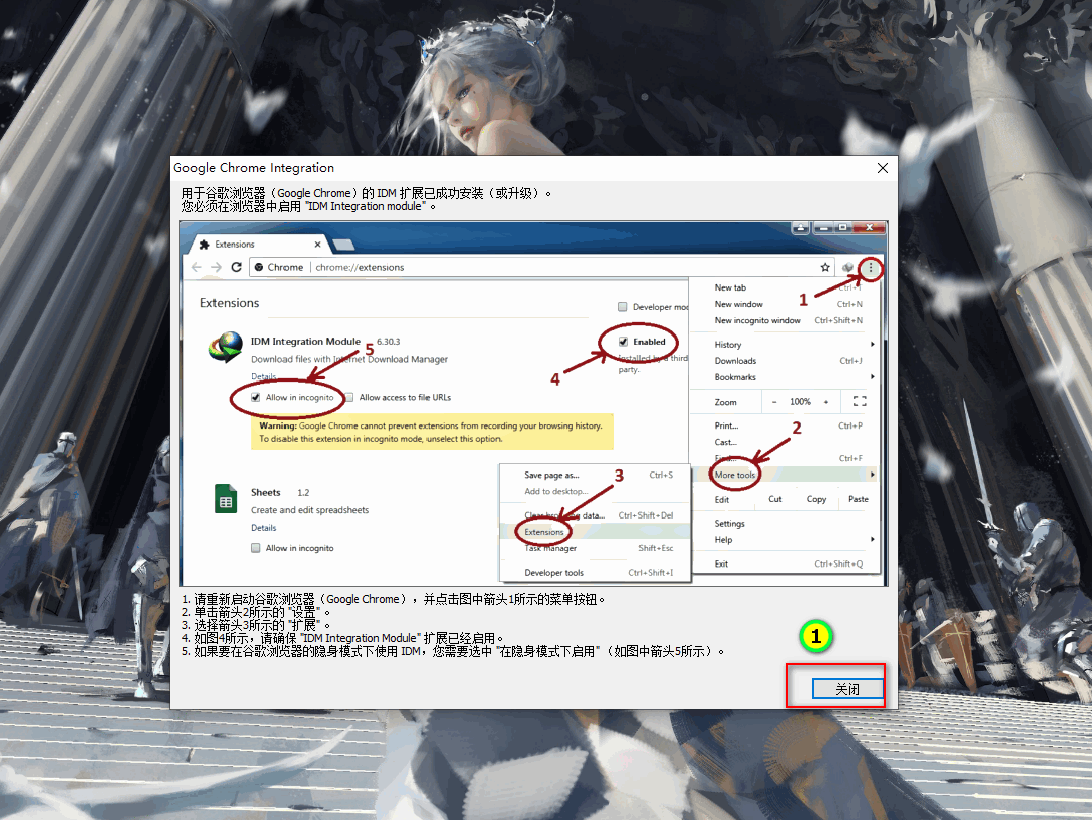 Google Chrome Integration
用于谷歌浏览器（Google Chrome）的 IDM 扩展已成功安装（或升级）。
您必须在浏览器中启用 "IDM Integration module" 。
Extensions
Chrome chrome://extensions
1
New tab Ctrl+T
New window Ctrl+N
New incognito window Ctrl+Shift+N
History
Downloads Ctrl+J
Bookmarks
Zoom - 100% +
Print... Ctrl+P
Cast...
Find... Ctrl+F
2
More tools
Edit Cut Copy Paste
Settings
Help
Exit Ctrl+Shift+Q
Extensions
Developer mod
IDM Integration Module 6.30.3
Enabled
5
Download files with Internet Download Manager
Installed by a third
party.
4
Details
Allow in incognito Allow access to file URLs
Warning: Google Chrome cannot prevent extensions from recording your browsing history.
To disable this extension in incognito mode, unselect this option.
Save page as... Ctrl+S
3
Add to desktop...
Clear browsing data... Ctrl+Shift+Del
Extensions
Task manager Shift+Esc
Developer tools Ctrl+Shift+I
Sheets 1.2
Create and edit spreadsheets
Details
Allow in incognito
1. 请重新启动谷歌浏览器（Google Chrome），并点击图中箭头1所示的菜单按钮。
2. 单击箭头2所示的 "设置" 。
3. 选择箭头3所示的 "扩展" 。
4. 如图4所示，请确保 "IDM Integration Module" 扩展已经启用。
5. 如果要在谷歌浏览器的隐身模式下使用 IDM，您需要选中 "在隐身模式下启用" （如图中箭头5所示）。
1
关闭